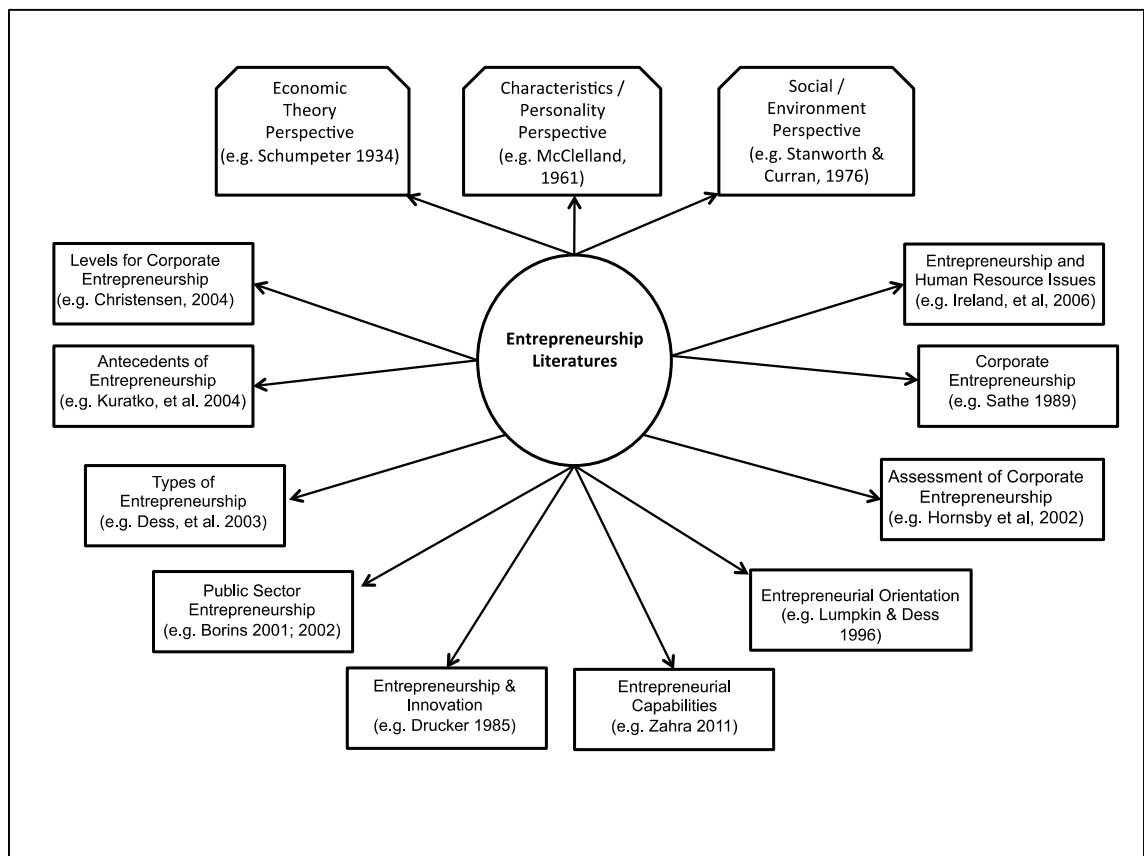 Economic
Theory
Perspective
(e.g. Schumpeter 1934)
Characteristics /
Personality
Perspective
(e.g. McClelland,
1961)
Social /
Environment
Perspective
(e.g. Stanworth &
Curran, 1976)
Levels for Corporate
Entrepreneurship
(e.g. Christensen, 2004)
Entrepreneurship and
Human Resource Issues
(e.g. Ireland, et al, 2006)
Entrepreneurship
Literatures
Antecedents of
Entrepreneurship
(e.g. Kuratko, et al. 2004)
Corporate
Entrepreneurship
(e.g. Sathe 1989)
Types of
Entrepreneurship
(e.g. Dess, et al. 2003)
Assessment of Corporate
Entrepreneurship
(e.g. Hornsby et al, 2002)
Public Sector
Entrepreneurship
(e.g. Borins 2001; 2002)
Entrepreneurial Orientation
(e.g. Lumpkin & Dess
1996)
Entrepreneurship &
Innovation
(e.g. Drucker 1985)
Entrepreneurial
Capabilities
(e.g. Zahra 2011)